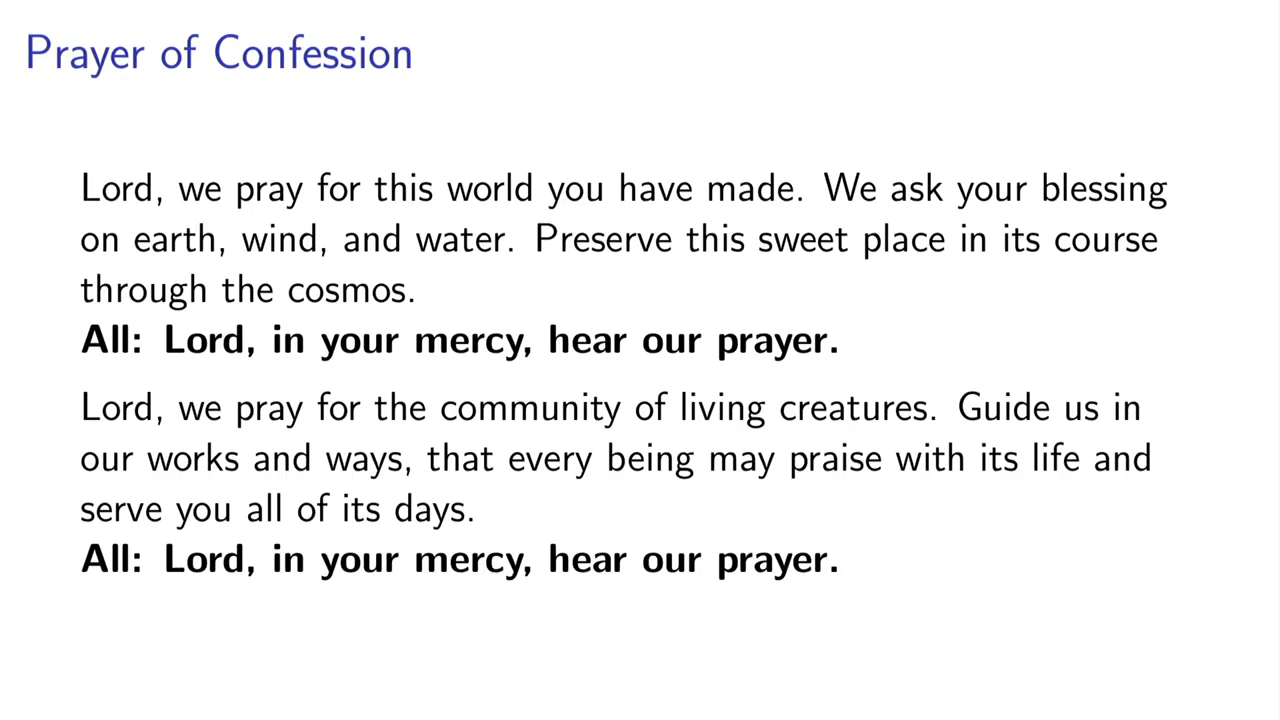 Prayer of Confession
Lord, we pray for this world you have made. We ask your blessing
on earth, wind, and water. Preserve this sweet place in its course
through the cosmos.
All: Lord, in your mercy, hear our prayer.
Lord, we pray for the community of living creatures. Guide us in
our works and ways, that every being may praise with its life and
serve you all of its days.
All: Lord, in your mercy, hear our prayer.